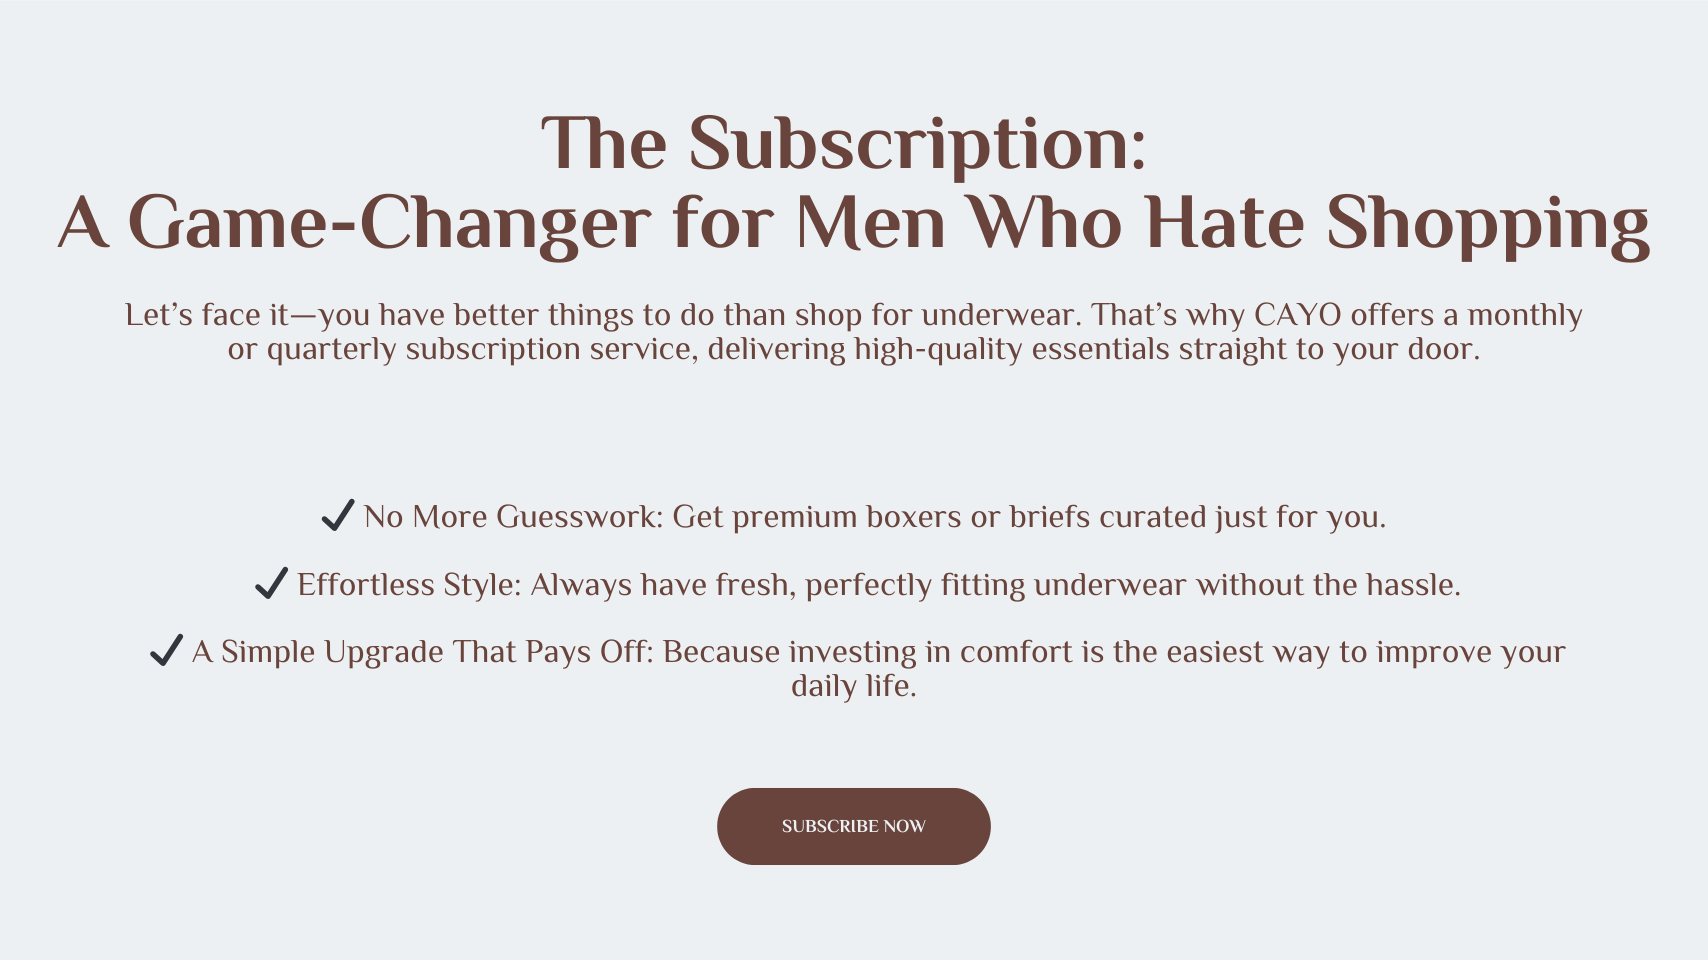 The Subscription:
A Game-Changer for Men Who Hate Shopping
Let’s face it—you have better things to do than shop for underwear. That’s why CAYO offers a monthly
or quarterly subscription service, delivering high-quality essentials straight to your door.
✔ No More Guesswork: Get premium boxers or briefs curated just for you.
✔ Effortless Style: Always have fresh, perfectly fitting underwear without the hassle.
✔ A Simple Upgrade That Pays Off: Because investing in comfort is the easiest way to improve your
daily life.
SUBSCRIBE NOW